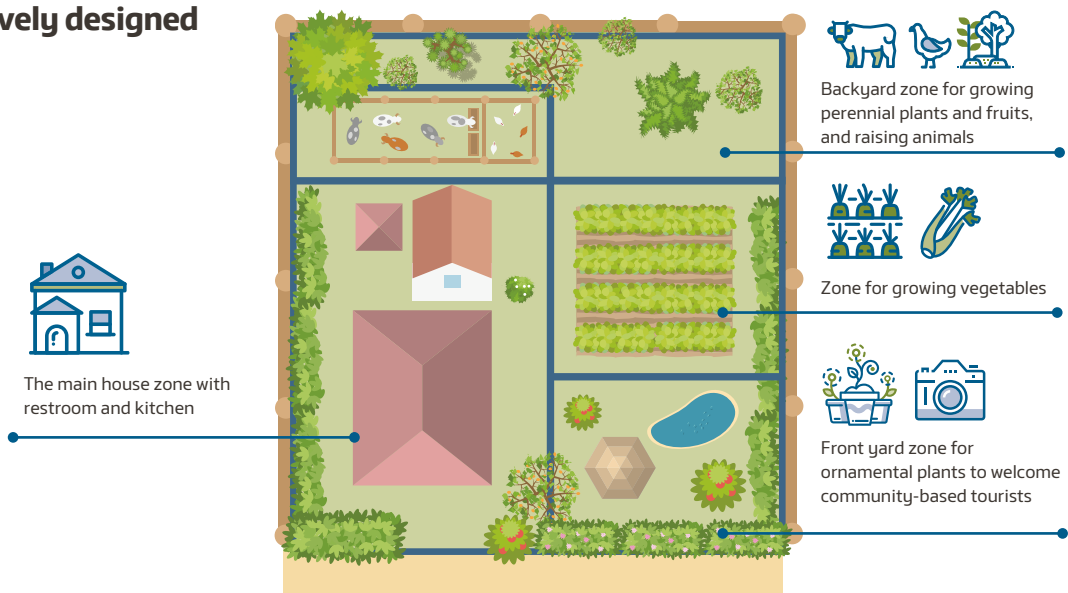 vely designed
Backyard zone for growing
perennial plants and fruits,
and raising animals
Zone for growing vegetables
The main house zone with
restroom and kitchen
Front yard zone for
ornamental plants to welcome
community-based tourists